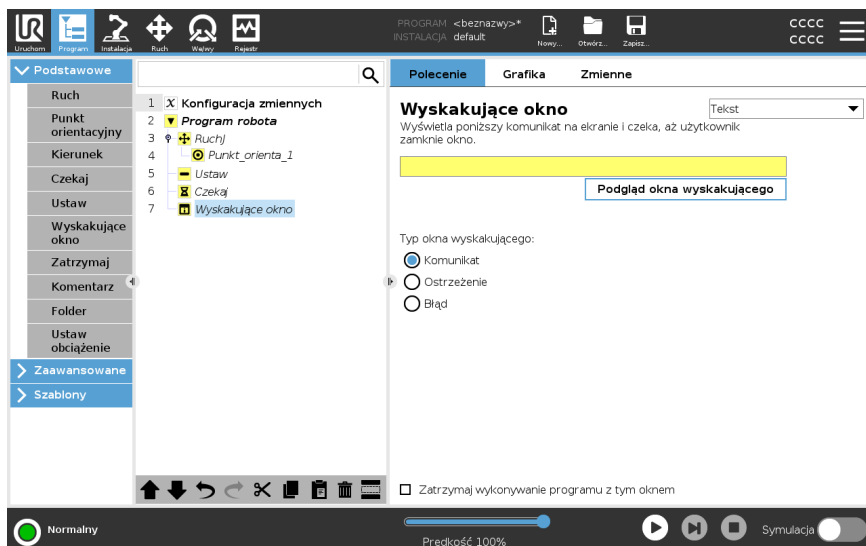 PROGRAM <beznazwy>*
INSTALACJA default
cccc
cccc
Uruchom Program Instalacja Ruch We/wy Rejestr Nowy... Otwórz... Zapisz...
Podstawowe
Ruch
Punkt
orientacyjny
Kierunek
Czekaj
Ustaw
Wyskakujące
okno
Zatrzymaj
Komentarz
Folder
Ustaw
obciążenie
Zaawansowane
Szablony
1 X Konfiguracja zmiennych
2 Program robota
3 RuchJ
4 Punkt_orienta_1
5 Ustaw
6 Czekaj
7 Wyskakujące okno
Polecenie Grafika Zmienne
Wyskakujące okno Tekst
Wyświetla poniższy komunikat na ekranie i czeka, aż użytkownik
zamknie okno.
Podgląd okna wyskakującego
Typ okna wyskakującego:
Komunikat
Ostrzeżenie
Błąd
Zatrzymaj wykonywanie programu z tym oknem
Normalny
Prędkość 100%
Symulacja